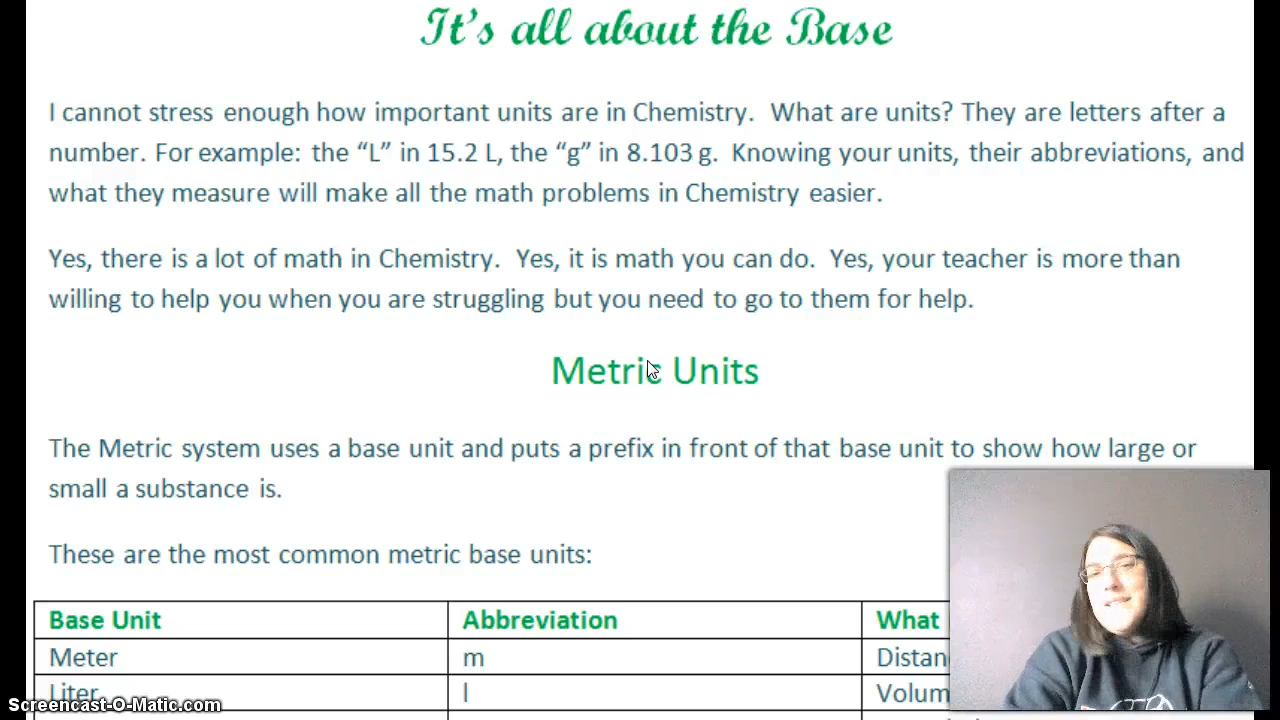 It's all about the Base
I cannot stress enough how important units are in Chemistry. What are units? They are letters after a
number. For example: the “L” in 15.2 L, the “g” in 8.103 g. Knowing your units, their abbreviations, and
what they measure will make all the math problems in Chemistry easier.
Yes, there is a lot of math in Chemistry. Yes, it is math you can do. Yes, your teacher is more than
willing to help you when you are struggling but you need to go to them for help.
Metric Units
The Metric system uses a base unit and puts a prefix in front of that base unit to show how large or
small a substance is.
These are the most common metric base units:
Base Unit Abbreviation What
Meter m
Liter l
Screencast-O-Matic.com